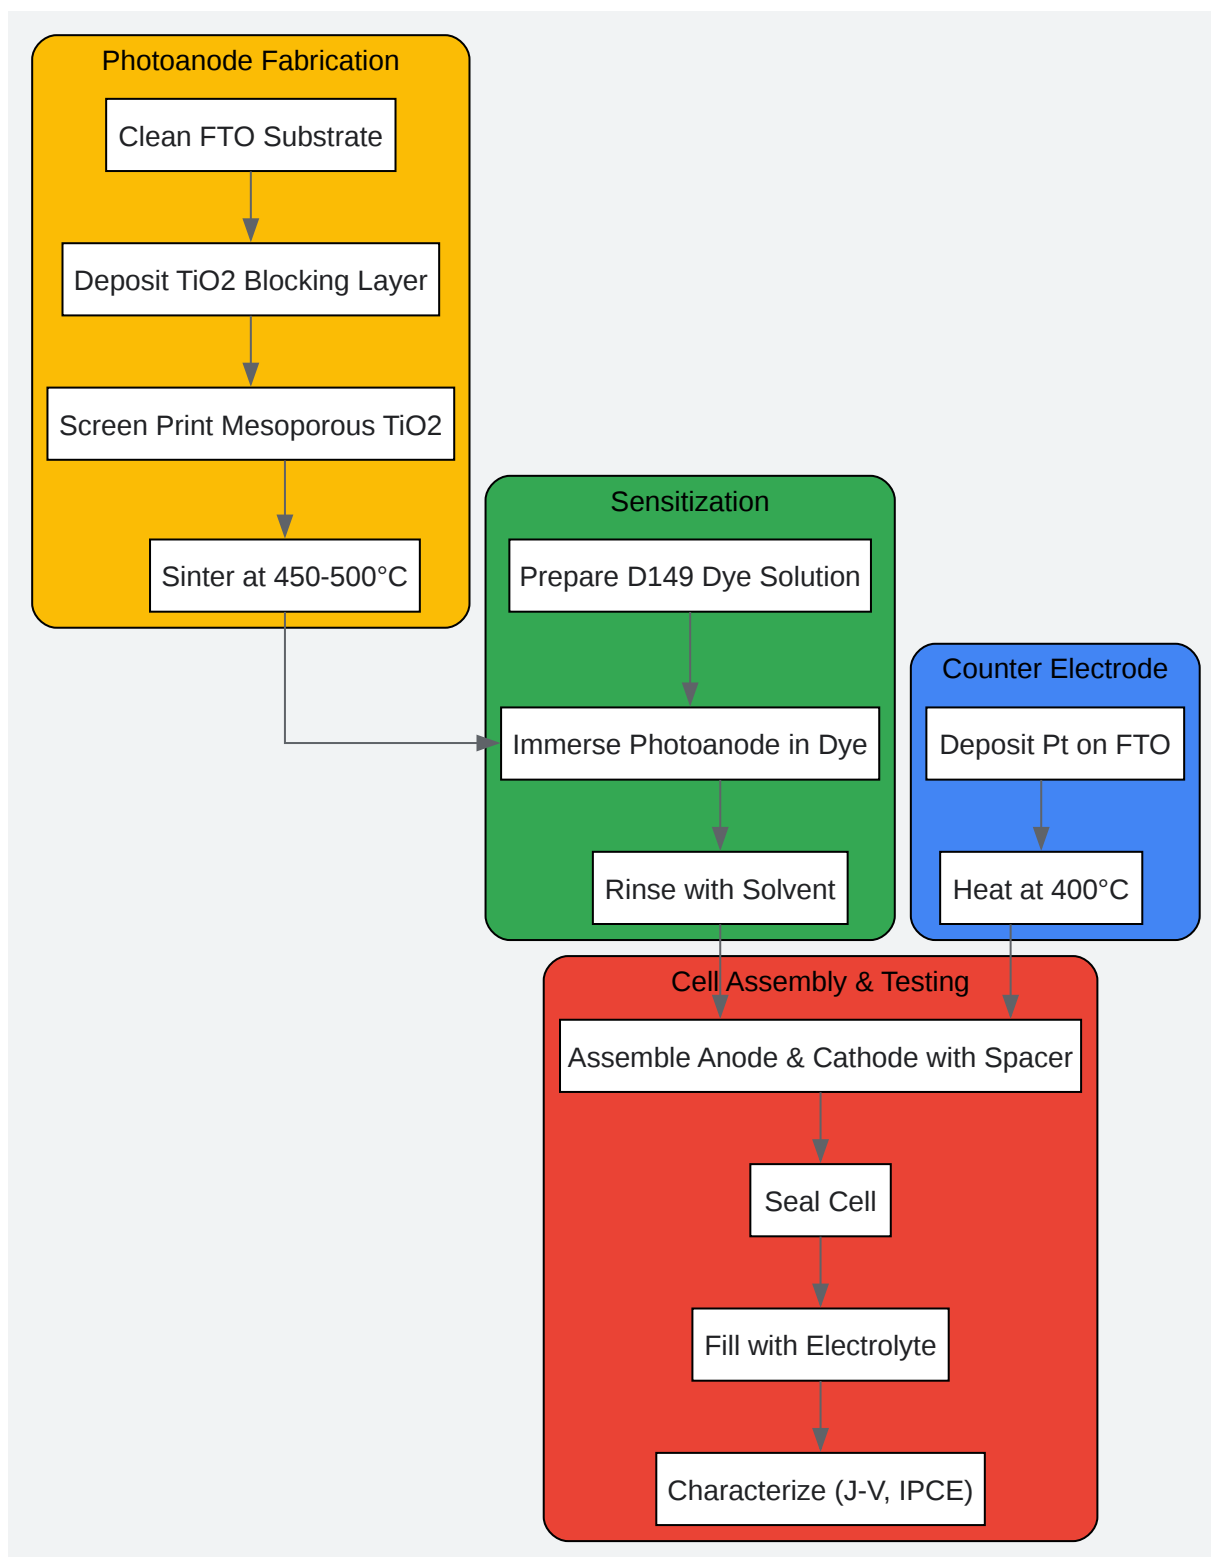 Photoanode Fabrication
Clean FTO Substrate
Deposit TiO2 Blocking Layer
Screen Print Mesoporous TiO2
Sinter at 450-500°C
Sensitization
Prepare D149 Dye Solution
Immerse Photoanode in Dye
Rinse with Solvent
Counter Electrode
Deposit Pt on FTO
Heat at 400°C
Cell Assembly & Testing
Assemble Anode & Cathode with Spacer
Seal Cell
Fill with Electrolyte
Characterize (J-V, IPCE)